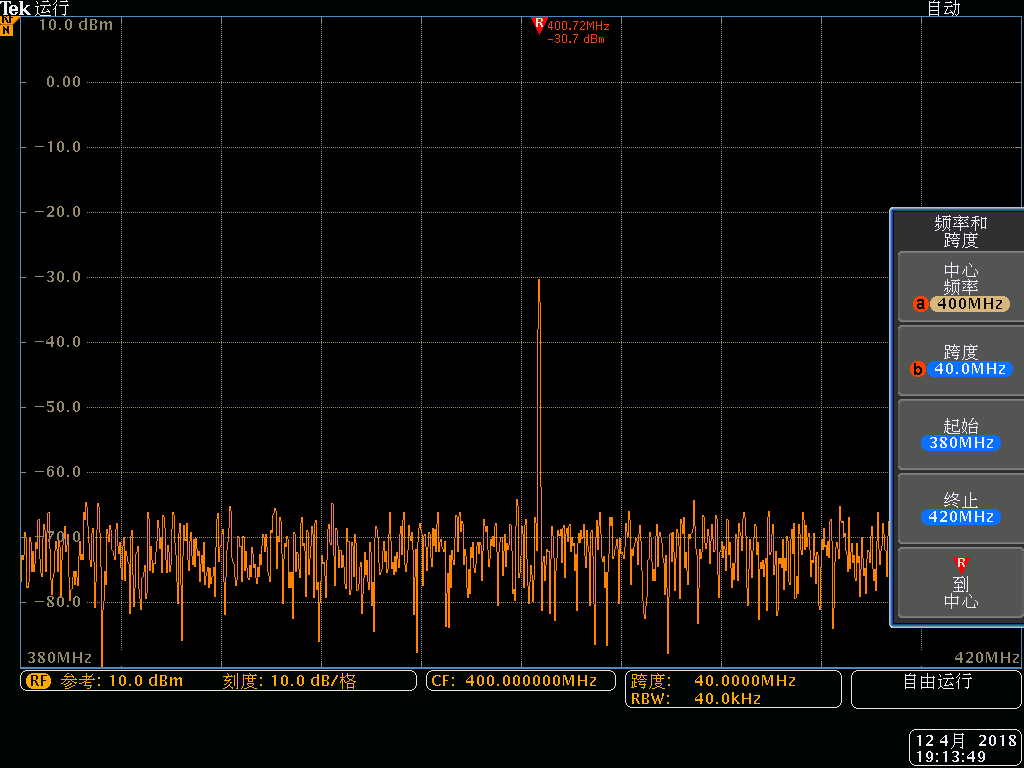 Tek 运行
自动
RF
N
10.0 dBm
R
400.72MHz
-30.7 dBm
0.00
-10.0
-20.0
-30.0
-40.0
-50.0
-60.0
-70.0
-80.0
380MHz
420MHz
频率和
跨度
中心
频率
a 400MHz
跨度
b 40.0MHz
起始
380MHz
终止
420MHz
R
到
中心
RF 参考: 10.0 dBm 刻度: 10.0 dB/格
CF: 400.000000MHz
跨度: 40.0000MHz
RBW: 40.0kHz
自由运行
12 4月 2018
19:13:49